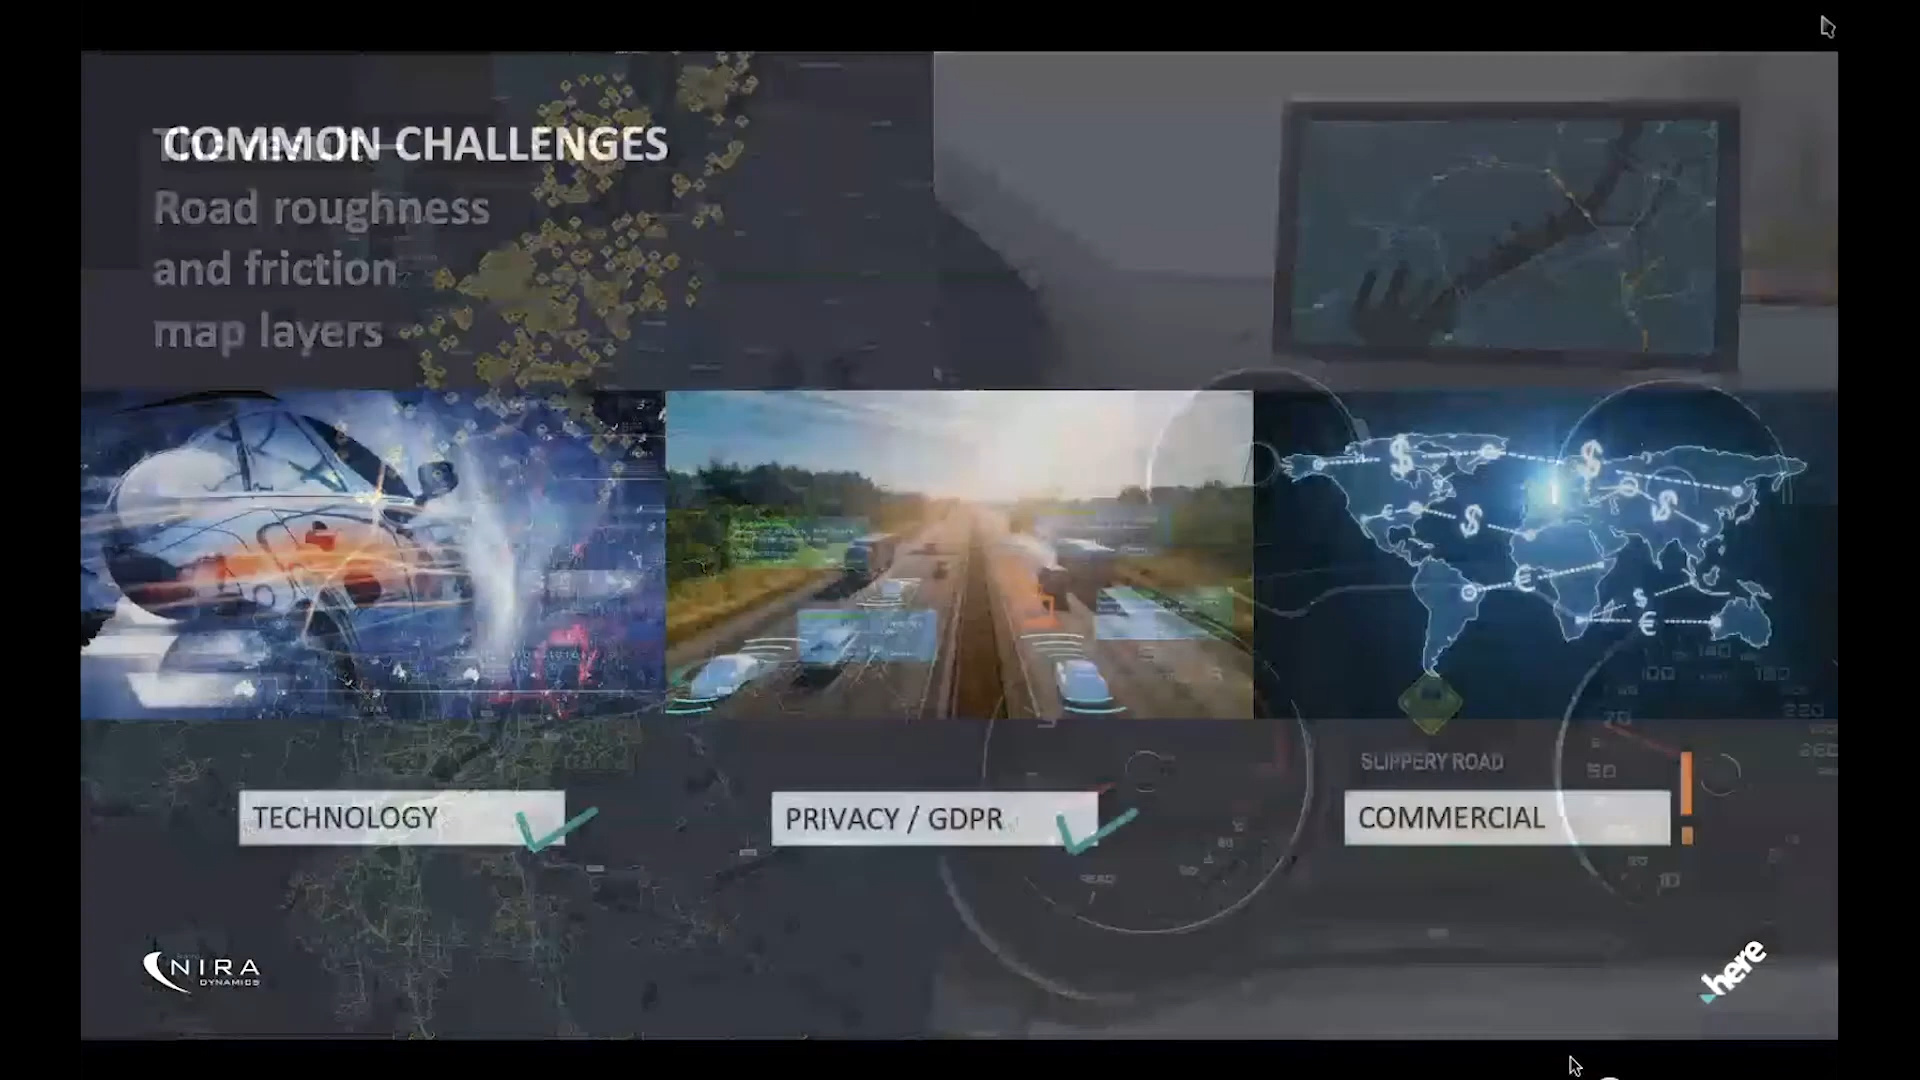 COMMON CHALLENGES
Road roughness
and friction
map layers
SLIPPERY ROAD
TECHNOLOGY
PRIVACY / GDPR
COMMERCIAL
NIRA
DYNAMICS
here